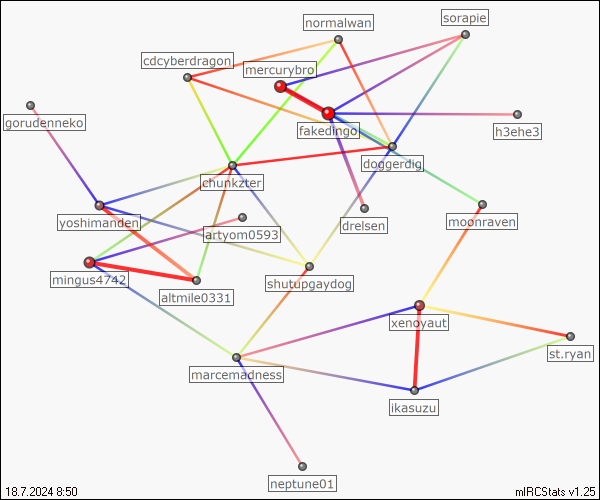 sorapie
normalwan
cdcyberdragon
mercurybro
gorudenneko
fakedingo
h3ehe3
doggerdig
chunkzter
yoshimanden
artyom0593
drelsen
moonraven
mingus4742
altmile0331
shutupgaydog
xenoyaut
st.ryan
marcemadness
ikasuzu
neptune01
18.7.2024 8:50
mIRCStats v1.25